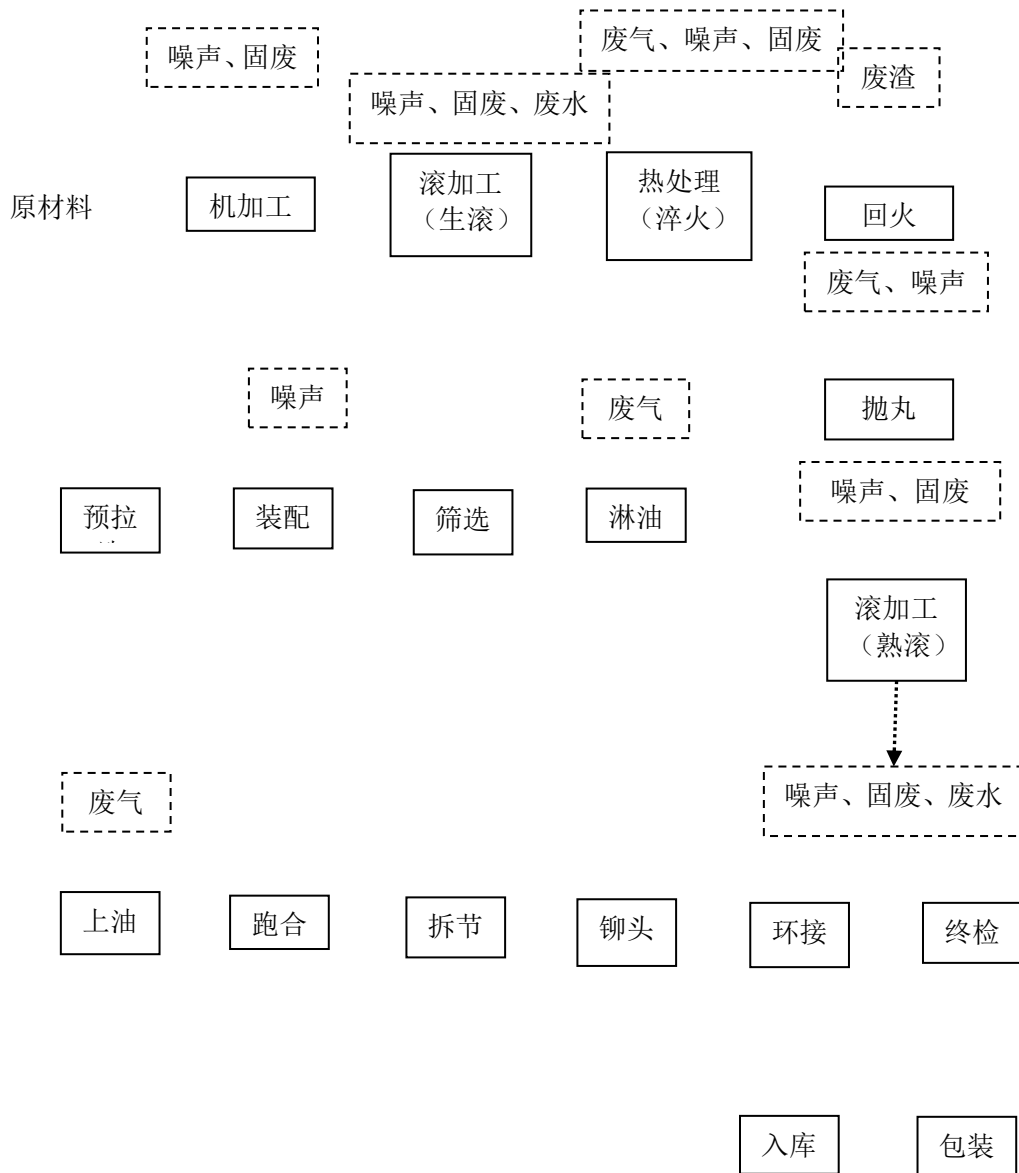 废气、噪声、固废
噪声、固废
废渣
噪声、固废、废水
原材料
机加工
滚加工
（生滚）
热处理
（淬火）
回火
废气、噪声
噪声
废气
抛丸
预拉
装配
筛选
淋油
噪声、固废
滚加工
（熟滚）
废气
噪声、固废、废水
上油
跑合
拆节
铆头
环接
终检
入库
包装